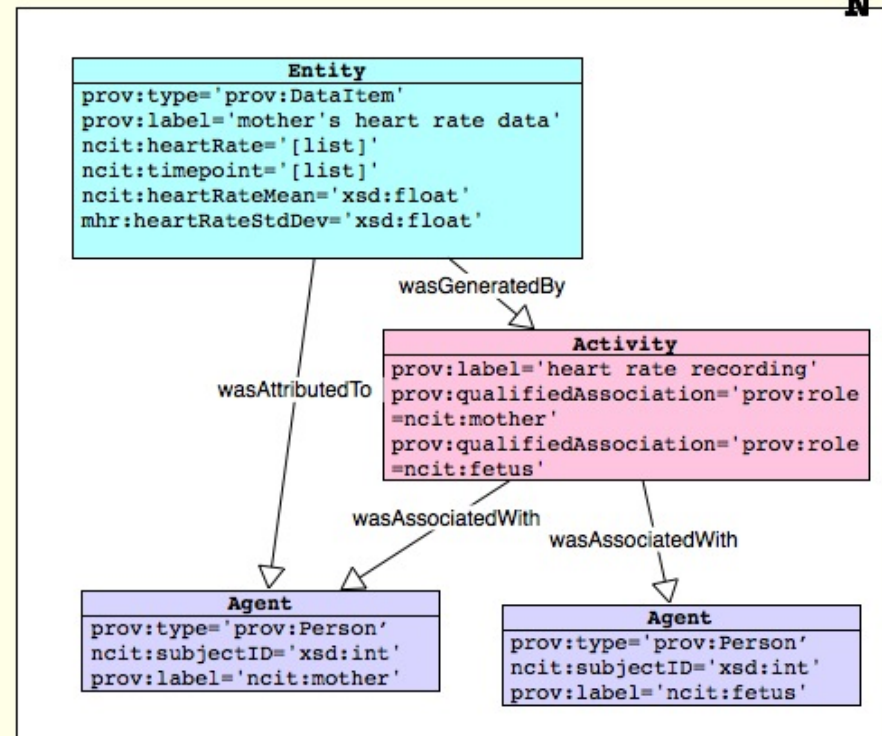 N
Entity
prov:type='prov:DataItem'
prov:label='mother's heart rate data'
ncit:heartRate='[list]'
ncit:timepoint='[list]'
ncit:heartRateMean='xsd:float'
mhr:heartRateStdDev='xsd:float'
wasGeneratedBy
Activity
prov:label='heart rate recording'
prov:qualifiedAssociation='prov:role
=ncit:mother'
prov:qualifiedAssociation='prov:role
=ncit:fetus'
wasAttributedTo
wasAssociatedWith
wasAssociatedWith
Agent
prov:type='prov:Person’
ncit:subjectID='xsd:int'
prov:label='ncit:mother'
Agent
prov:type='prov:Person’
ncit:subjectID='xsd:int'
prov:label='ncit:fetus'